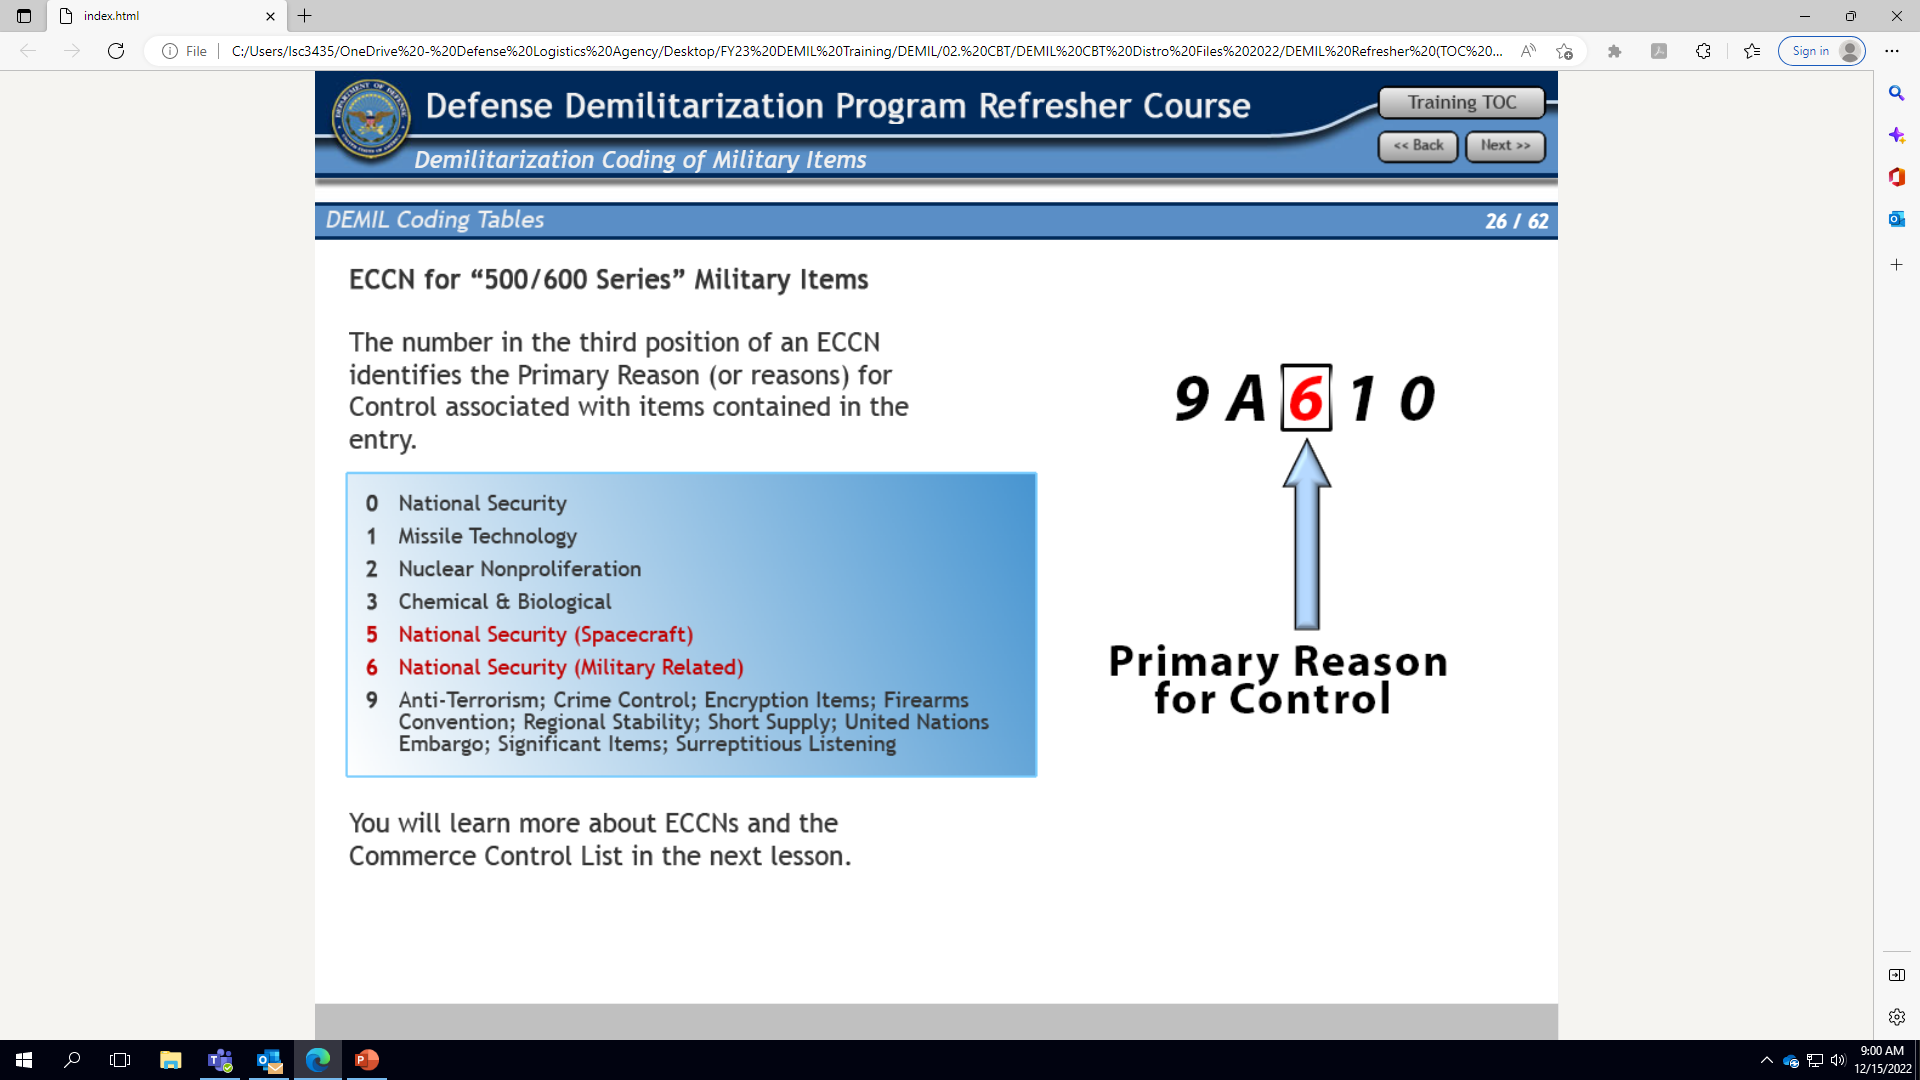 index.html
File
C:/Users/lsc3435/OneDrive%20-%20Defense%20Logistics%20Agency/Desktop/FY23%20DEMIL%20Training/DEMIL/02.%20CBT/DEMIL%20CBT%20Distro%20Files%202022/DEMIL%20Refresher%20(TOC%20...
Sign in
Defense Demilitarization Program Refresher Course
Training TOC
<< Back
Next >>
Demilitarization Coding of Military Items
DEMIL Coding Tables
26 / 62
ECCN for “500/600 Series” Military Items
The number in the third position of an ECCN
identifies the Primary Reason (or reasons) for
Control associated with items contained in the
entry.
9 A 6 1 0
0 National Security
1 Missile Technology
2 Nuclear Nonproliferation
3 Chemical & Biological
5 National Security (Spacecraft)
6 National Security (Military Related)
9 Anti-Terrorism; Crime Control; Encryption Items; Firearms
Convention; Regional Stability; Short Supply; United Nations
Embargo; Significant Items; Surreptitious Listening
Primary Reason
for Control
You will learn more about ECCNs and the
Commerce Control List in the next lesson.
9:00 AM
12/15/2022